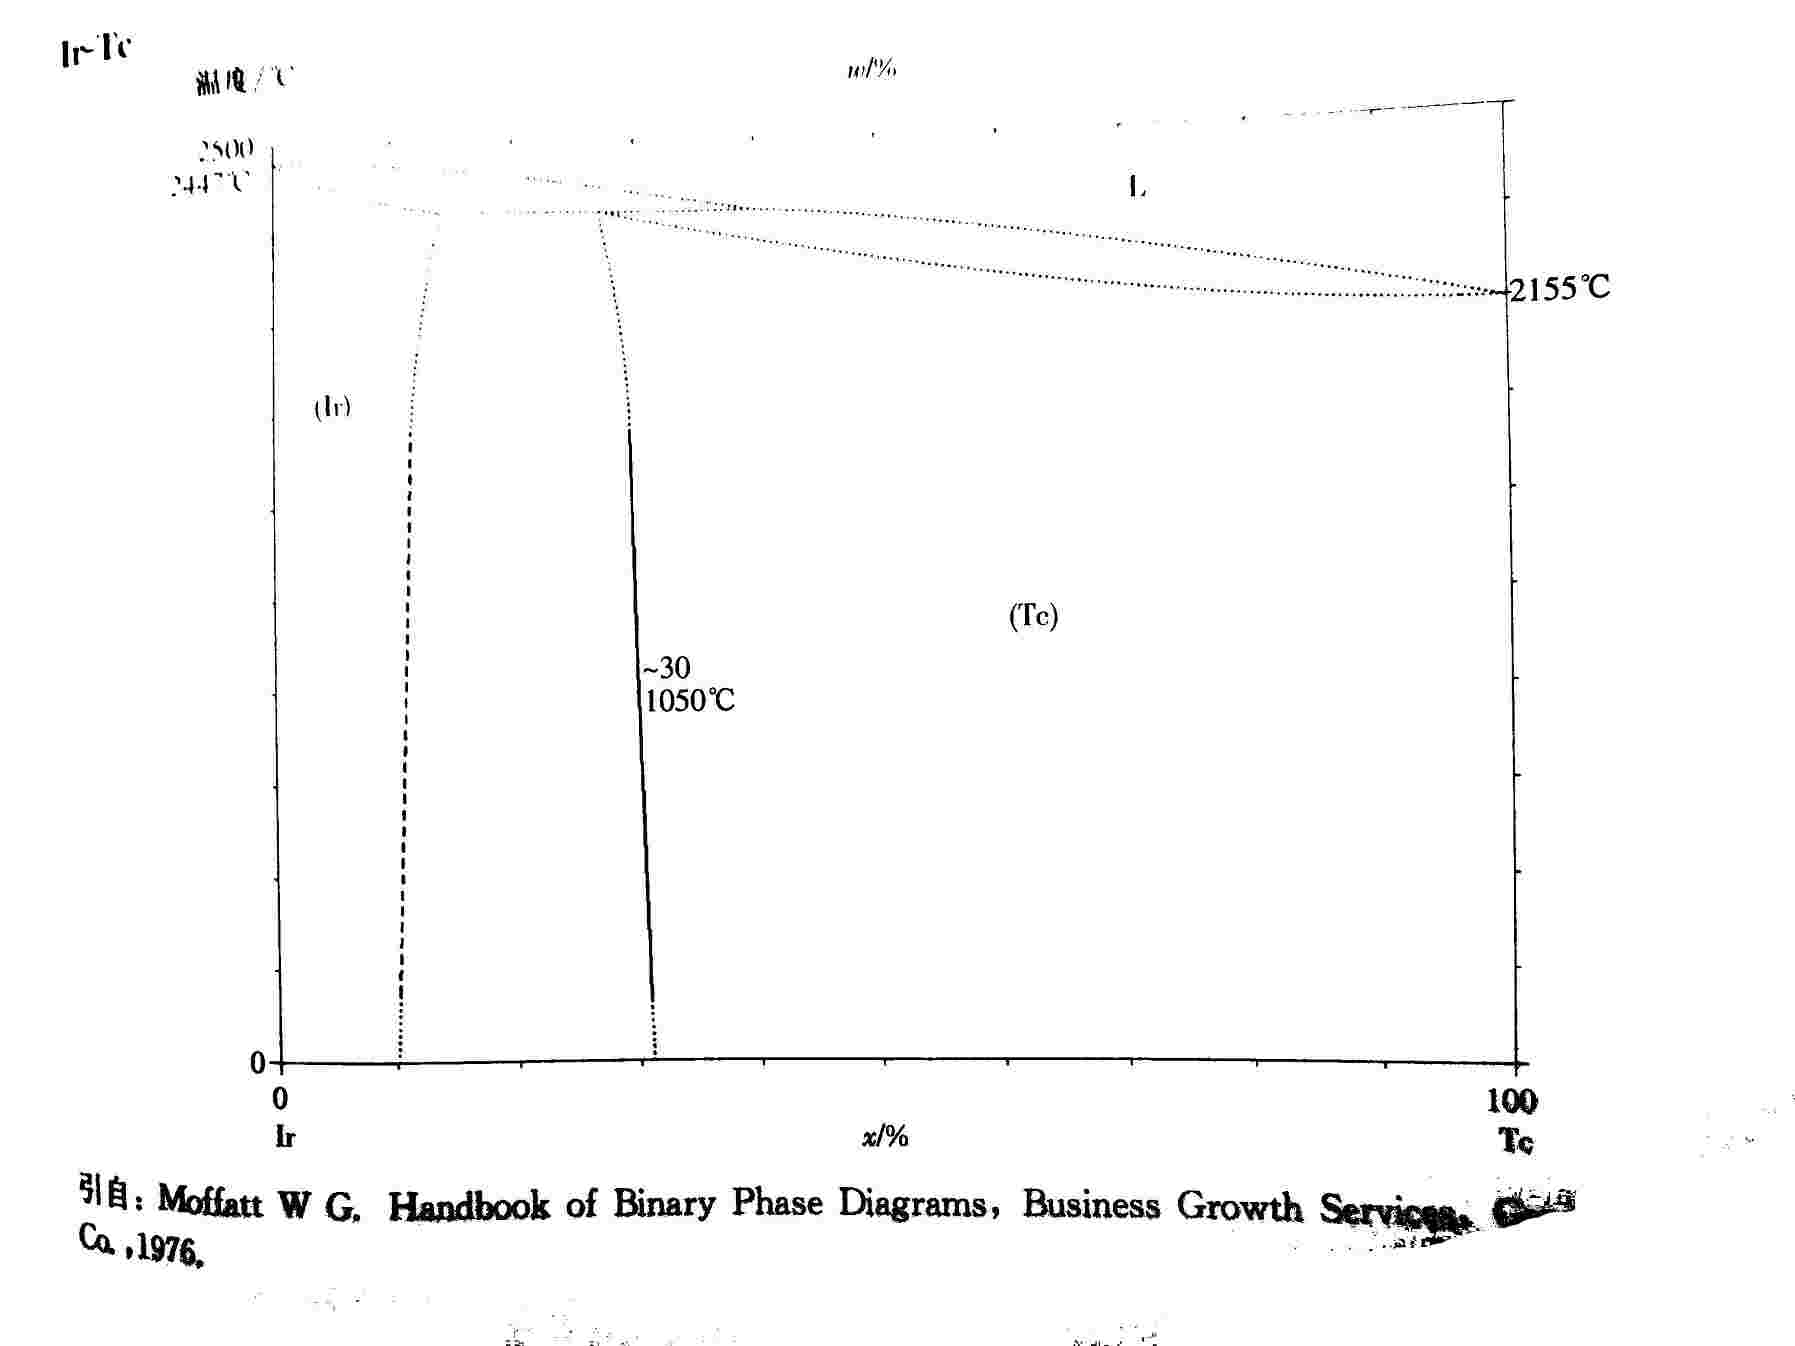 Ir-Tc
温度/℃
w/%
2500
2447℃
L
2155℃
(Ir)
(Tc)
~30
1050℃
0
0
100
Ir
x/%
Tc
引自: Moffatt W G. Handbook of Binary Phase Diagrams, Business Growth Services,
Co.,1976.